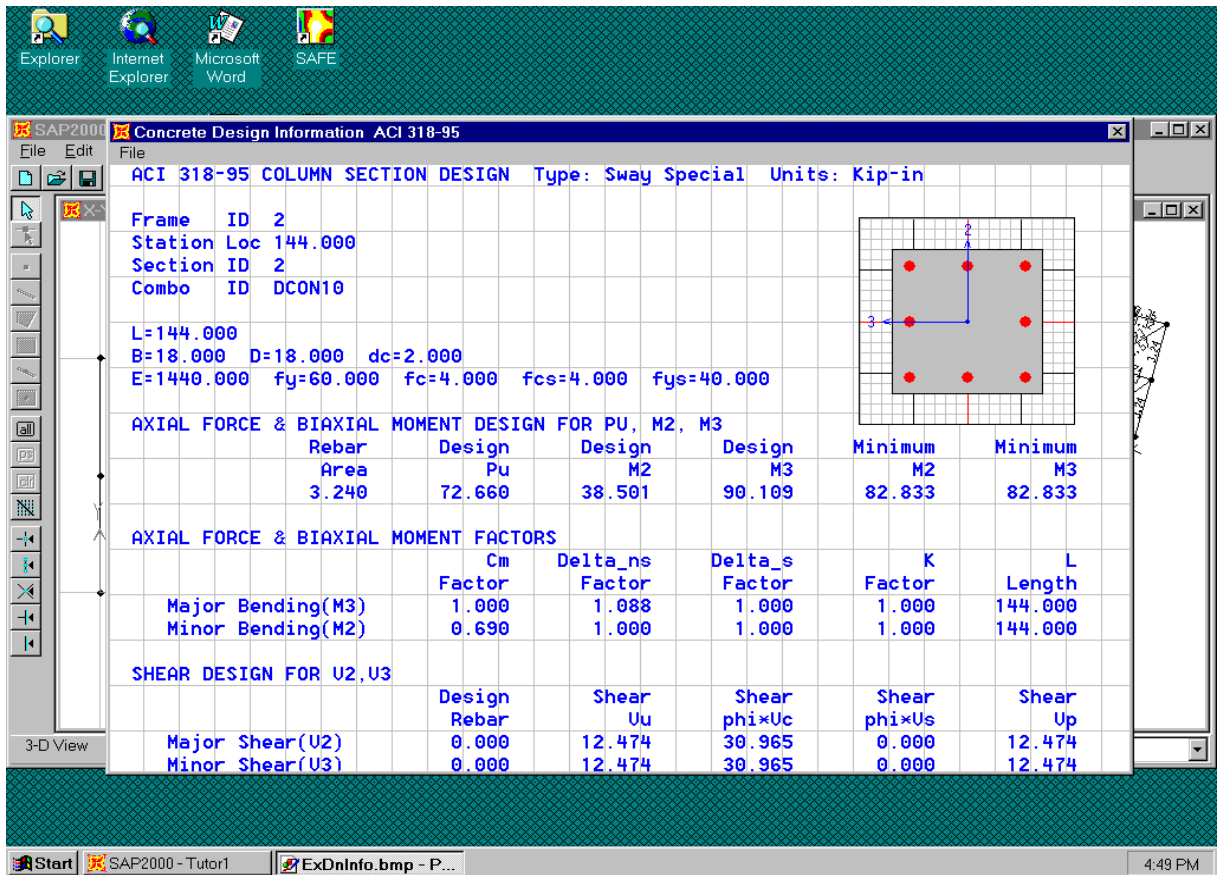 Explorer
Internet Explorer
Microsoft Word
SAFE
SAP2000
File Edit
Concrete Design Information ACI 318-95
File
ACI 318-95 COLUMN SECTION DESIGN Type: Sway Special Units: Kip-in
Frame ID 2
Station Loc 144.000
Section ID 2
Combo ID DCON10
L=144.000
B=18.000 D=18.000 dc=2.000
E=1440.000 fy=60.000 fc=4.000 fcs=4.000 fys=40.000
2
3
AXIAL FORCE & BIAXIAL MOMENT DESIGN FOR PU, M2, M3
Rebar Design Design Design Minimum Minimum
Area Pu M2 M3 M2 M3
3.240 72.660 38.501 90.109 82.833 82.833
AXIAL FORCE & BIAXIAL MOMENT FACTORS
Cm Delta_ns Delta_s K L
Factor Factor Factor Factor Length
Major Bending(M3) 1.000 1.088 1.000 1.000 144.000
Minor Bending(M2) 0.690 1.000 1.000 1.000 144.000
SHEAR DESIGN FOR V2,V3
Design Shear Shear Shear Shear
Rebar Vu phi*Vc phi*Vs Vp
Major Shear(V2) 0.000 12.474 30.965 0.000 12.474
Minor Shear(V3) 0.000 12.474 30.965 0.000 12.474
all
ps
clr
3-D View
Start
SAP2000 - Tutor1
ExDnInfo.bmp - P...
4:49 PM